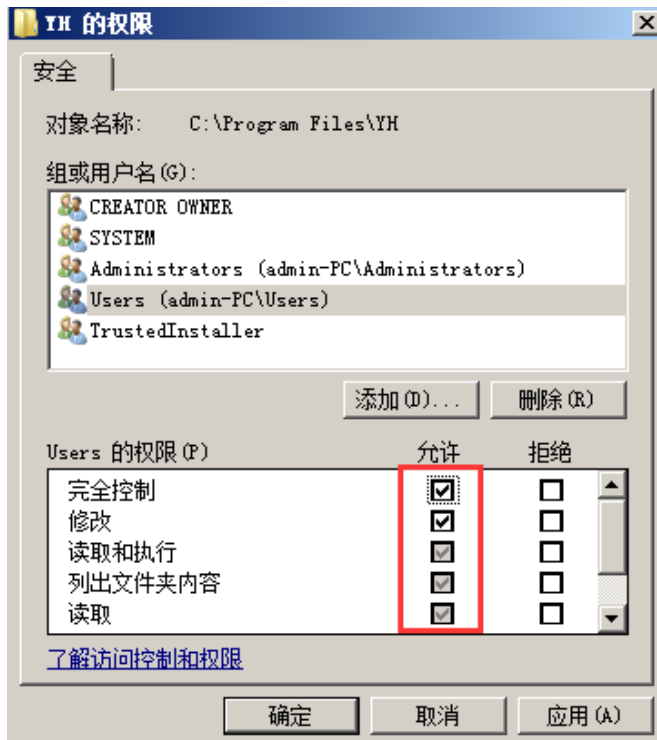 YH 的权限
安全
对象名称: C:\Program Files\YH
组或用户名(G):
CREATOR OWNER
SYSTEM
Administrators (admin-PC\Administrators)
Users (admin-PC\Users)
TrustedInstaller
添加(D)... 删除(R)
Users 的权限(P) 允许 拒绝
完全控制
修改
读取和执行
列出文件夹内容
读取
了解访问控制和权限
确定 取消 应用(A)